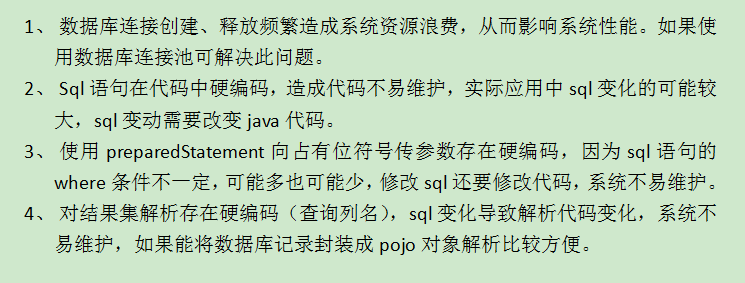 1、 数据库连接创建、释放频繁造成系统资源浪费，从而影响系统性能。如果使
用数据库连接池可解决此问题。
2、 Sql 语句在代码中硬编码，造成代码不易维护，实际应用中 sql 变化的可能较
大，sql 变动需要改变 java 代码。
3、 使用 preparedStatement 向占有位符号传参数存在硬编码，因为 sql 语句的
where 条件不一定，可能多也可能少，修改 sql 还要修改代码，系统不易维护。
4、 对结果集解析存在硬编码（查询列名），sql 变化导致解析代码变化，系统不
易维护，如果能将数据库记录封装成 pojo 对象解析比较方便。